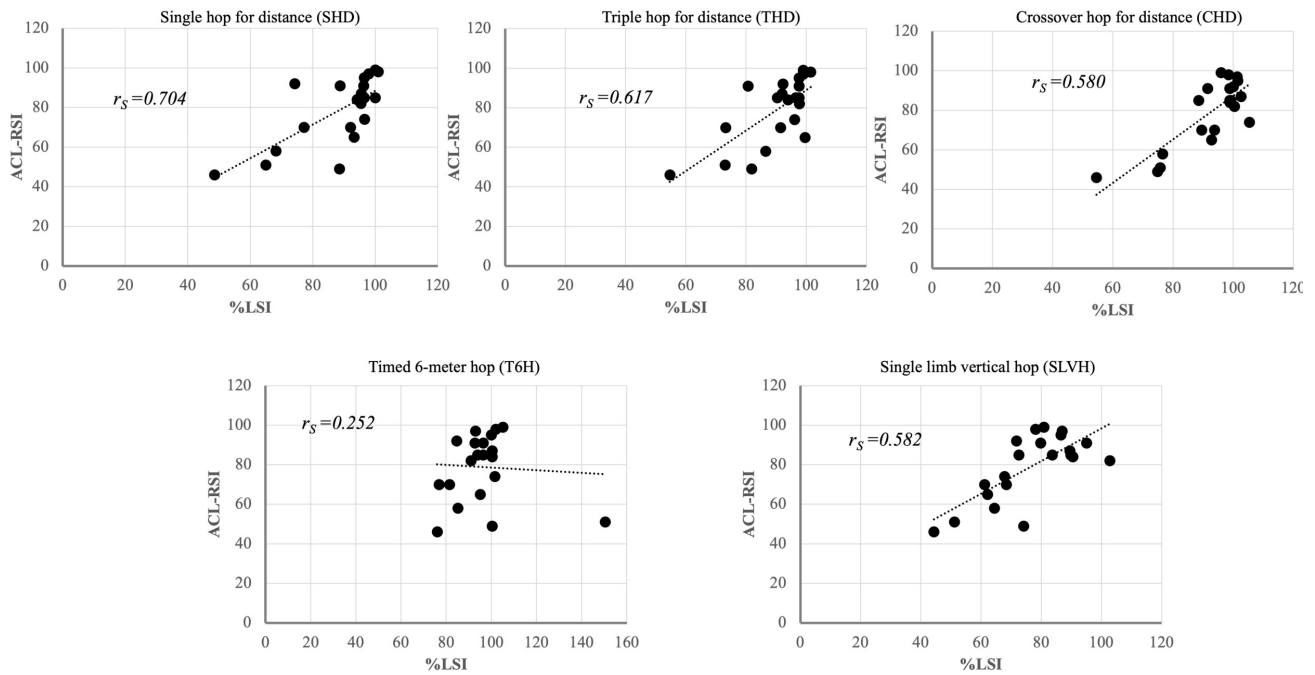 Single hop for distance (SHD)
120
100
80
60
40
20
0
ACL-RSI
rS=0.704
0 20 40 60 80 100 120
%LSI
Triple hop for distance (THD)
120
100
80
60
40
20
0
ACL-RSI
rS=0.617
0 20 40 60 80 100 120
%LSI
Crossover hop for distance (CHD)
120
100
80
60
40
20
0
ACL-RSI
rS=0.580
0 20 40 60 80 100 120
%LSI
Timed 6-meter hop (T6H)
120
100
80
60
40
20
0
ACL-RSI
rS=0.252
0 20 40 60 80 100 120 140 160
%LSI
Single limb vertical hop (SLVH)
120
100
80
60
40
20
0
ACL-RSI
rS=0.582
0 20 40 60 80 100 120
%LSI